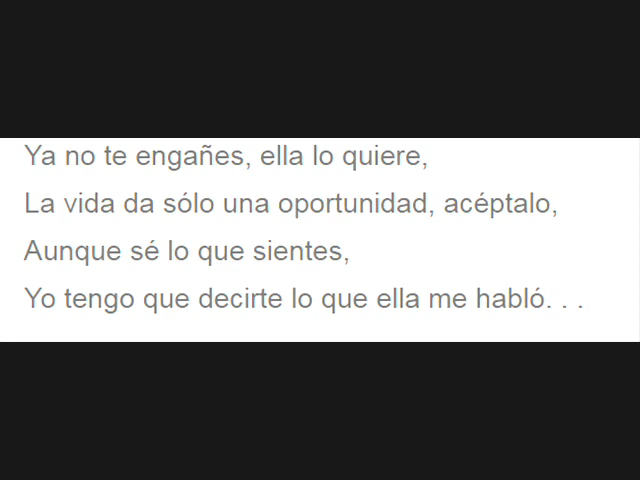 Ya no te engañes, ella lo quiere,
La vida da sólo una oportunidad, acéptalo,
Aunque sé lo que sientes,
Yo tengo que decirte lo que ella me habló. . .